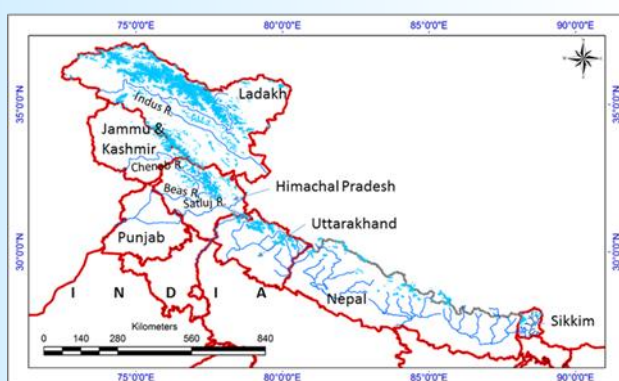 75°0'0"E 80°0'0"E 85°0'0"E 90°0'0"E
35°0'0"N
30°0'0"N
Ladakh
Indus R.
Jammu &
Kashmir
Chenab R.
Beas R.
Satluj R.
Himachal Pradesh
Uttarakhand
Punjab
I N D I A
Nepal
Sikkim
Kilometers
0 140 280 560 840
75°0'0"E 80°0'0"E 85°0'0"E 90°0'0"E
35°0'0"N
30°0'0"N